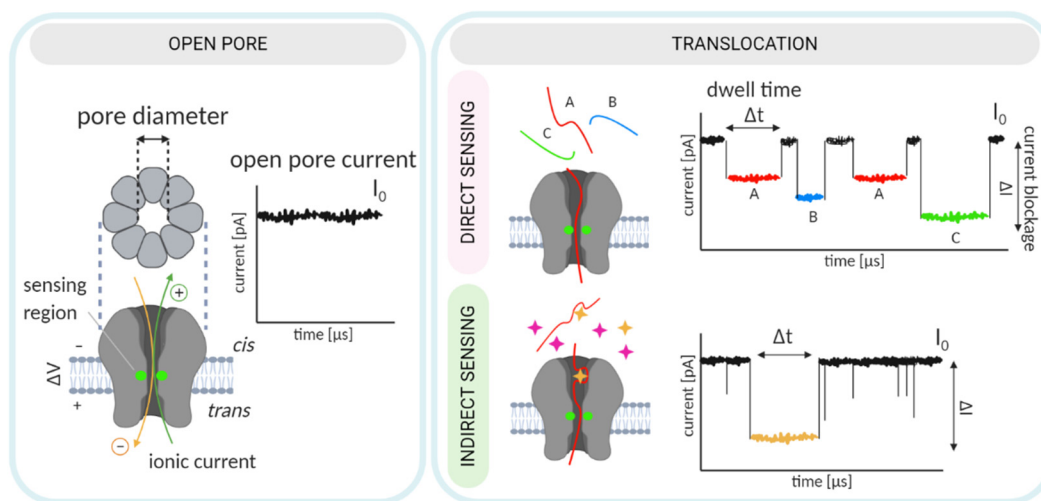 OPEN PORE
pore diameter
open pore current
I₀
current [pA]
time [µs]
sensing
region
+
cis
−
ΔV
+
trans
−
ionic current
TRANSLOCATION
DIRECT SENSING
A
B
C
dwell time
Δt
I₀
current [pA]
A
B
A
C
ΔI
current blockage
time [µs]
INDIRECT SENSING
Δt
I₀
current [pA]
ΔI
time [µs]